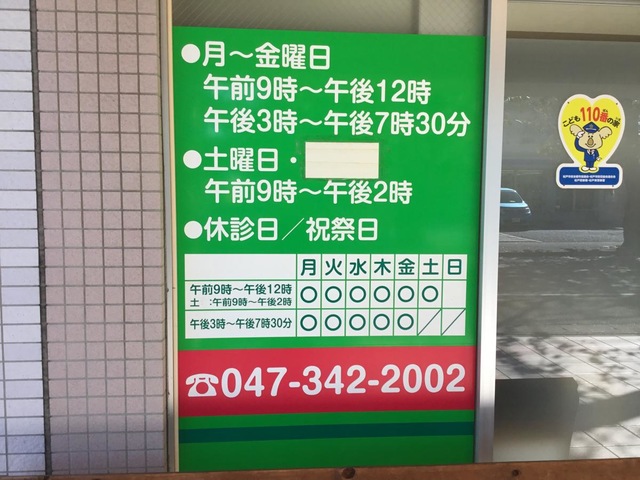 ●月～金曜日
午前9時～午後12時
午後3時～午後7時30分
●土曜日・
午前9時～午後2時
●休診日／祝祭日
月 火 水 木 金 土 日
午前9時～午後12時
土　:午前9時～午後2時
○ ○ ○ ○ ○ ○
午後3時～午後7時30分 ○ ○ ○ ○ ○ ／ ／
☎047-342-2002
こども110番の家